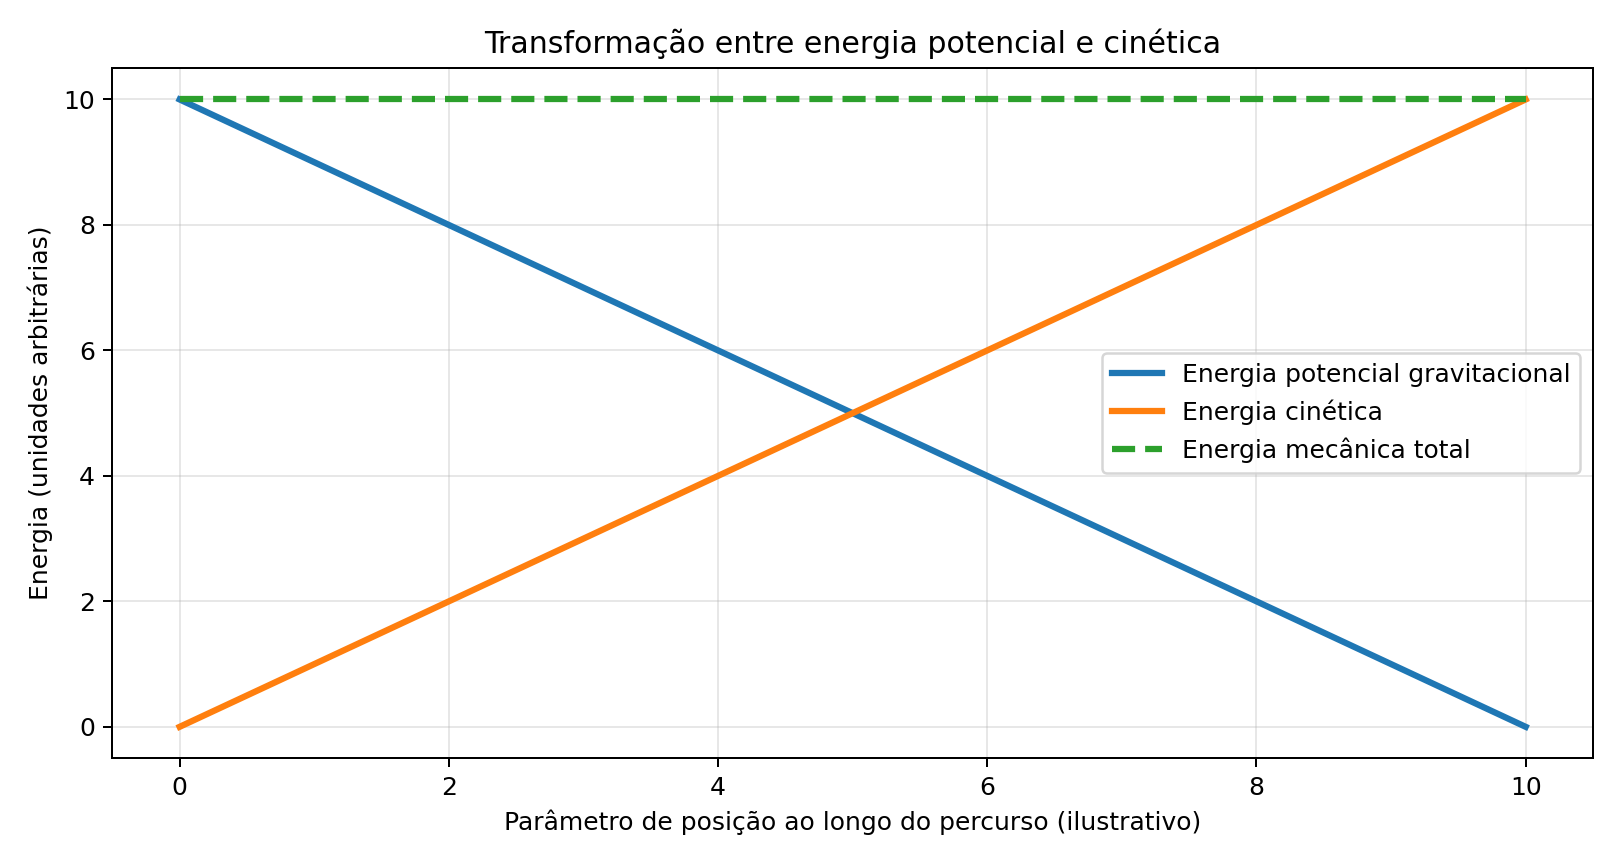 Transformação entre energia potencial e cinética
Energia (unidades arbitrárias)
10
8
6
4
2
0
Energia potencial gravitacional
Energia cinética
Energia mecânica total
0 2 4 6 8 10
Parâmetro de posição ao longo do percurso (ilustrativo)